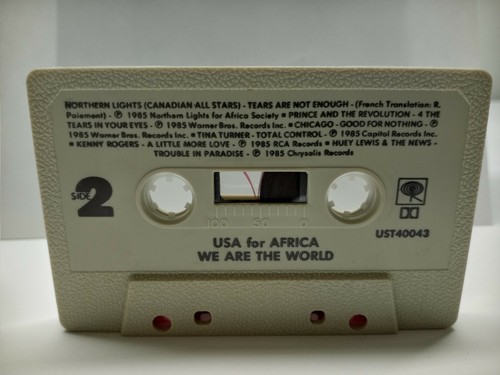 NORTHERN LIGHTS (CANADIAN ALL STARS) - TEARS ARE NOT ENOUGH - (French Translation: R.
Paiement) - ℗ 1985 Northern Lights for Africa Society ■ PRINCE AND THE REVOLUTION - 4 THE
TEARS IN YOUR EYES - ℗ 1985 Warner Bros. Records Inc. ■ CHICAGO - GOOD FOR NOTHING - ℗
1985 Warner Bros. Records Inc. ■ TINA TURNER - TOTAL CONTROL - ℗ 1985 Capitol Records Inc.
■ KENNY ROGERS - A LITTLE MORE LOVE - ℗ 1985 RCA Records ■ HUEY LEWIS & THE NEWS -
TROUBLE IN PARADISE - ℗ 1985 Chrysalis Records
SIDE 2
100 50 0
UST40043
USA for AFRICA
WE ARE THE WORLD